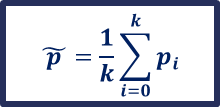 p̃ = 1/k ∑_{i=0}^{k} p_i